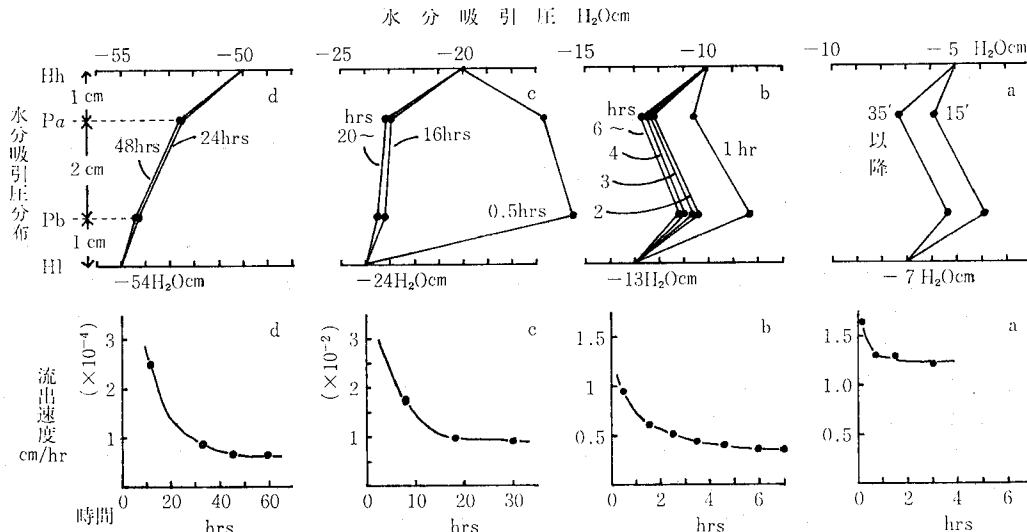 水分吸引圧 H₂Ocm
−55 −50
−25 −20 −15
−10
−10 −5 H₂Ocm
水分吸引圧分布
Hh
1 cm
Pa
2 cm
Pb
1 cm
Hl
d
48hrs
24hrs
−54H₂Ocm
c
hrs
20~
16hrs
0.5hrs
−24H₂Ocm
b
hrs
6~
4
3
2
1 hr
−13H₂Ocm
a
35′
以降
15′
−7 H₂Ocm
流出速度
cm/hr
(×10⁻⁴)
d
3
2
1
0 20 40 60
時間
hrs
(×10⁻²)
c
3
2
1
0 10 20 30
hrs
b
1.5
1
0.5
0 2 4 6 7
hrs
a
1.5
1.0
0.5
0 2 4 6
hrs